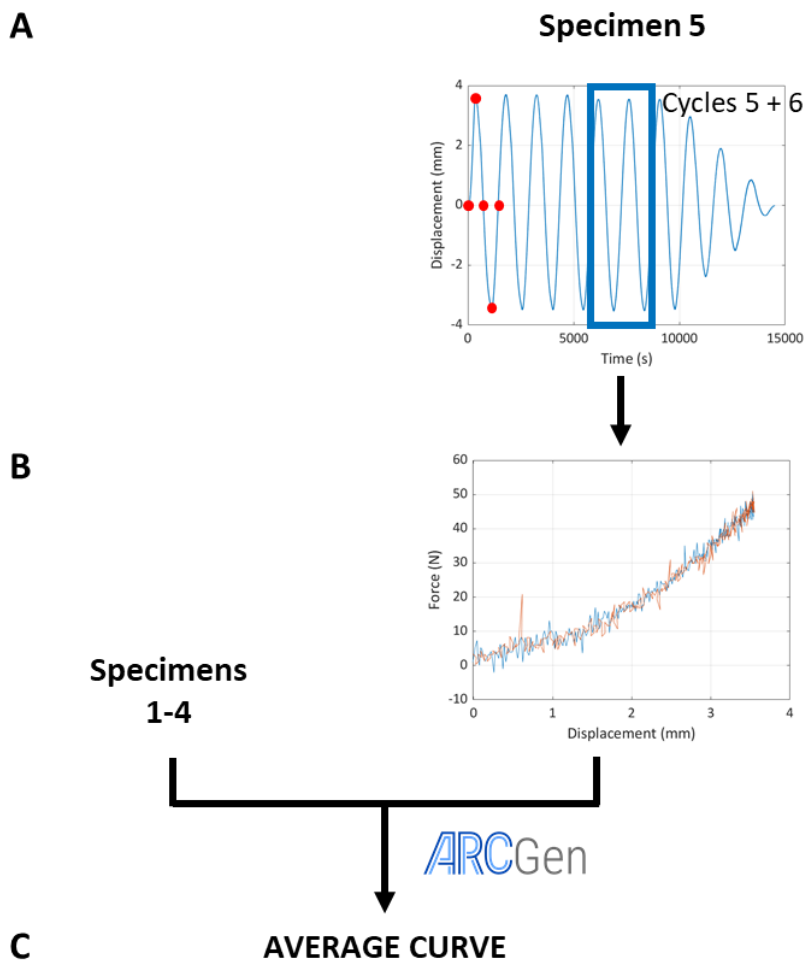 A
Specimen 5
4
2
0
-2
-4
Displacement (mm)
Cycles 5 + 6
0
5000
10000
15000
Time (s)
B
60
50
40
30
20
10
0
-10
Force (N)
0
1
2
3
4
Displacement (mm)
Specimens
1-4
ARCGen
C
AVERAGE CURVE